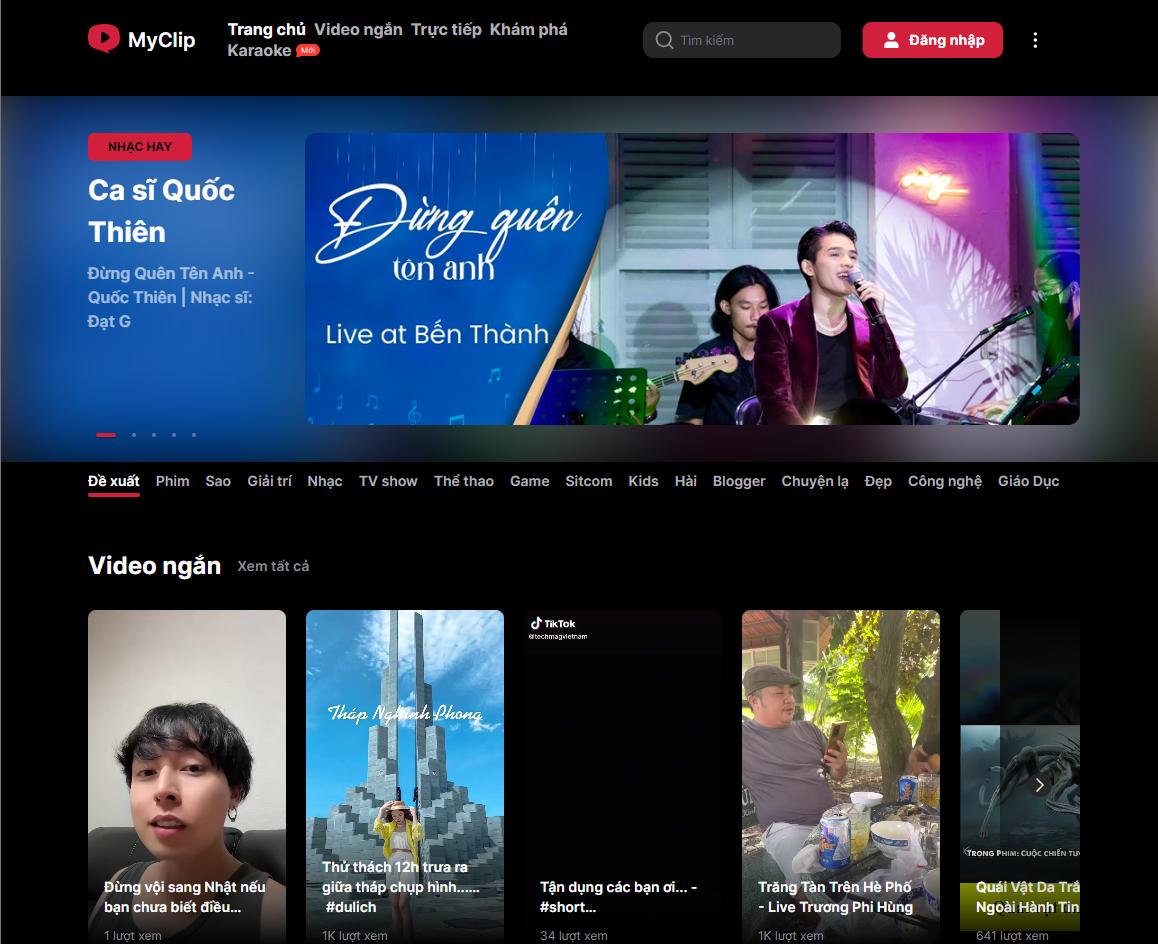 MyClip
Trang chủ Video ngắn Trực tiếp Khám phá
Karaoke Mới
Tìm kiếm
Đăng nhập
NHẠC HAY
Ca sĩ Quốc
Thiên
Đừng Quên Tên Anh -
Quốc Thiên | Nhạc sĩ:
Đạt G
Đừng quên
tên anh
Live at Bến Thành
Đề xuất Phim Sao Giải trí Nhạc TV show Thể thao Game Sitcom Kids Hài Blogger Chuyện lạ Đẹp Công nghệ Giáo Dục
Video ngắn Xem tất cả
Đừng vội sang Nhật nếu
bạn chưa biết điều...
1 lượt xem
Tháp Nghinh Phong
Thử thách 12h trưa ra
giữa tháp chụp hình......
#dulich
1K lượt xem
TikTok
@techmagvietnam
Tận dụng các bạn ơi... -
#short...
34 lượt xem
Trăng Tàn Trên Hè Phố
- Live Trương Phi Hùng
1K lượt xem
TRONG PHIM: CUỘC CHIẾN
Quái Vật Da Trắ
Ngoài Hành Tin
641 lượt xem